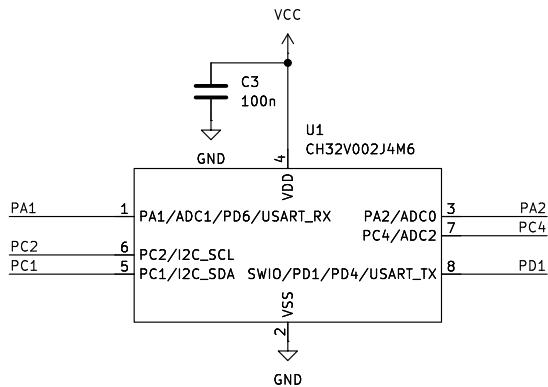 VCC
C3
100n
GND
U1
CH32V002J4M6
4
VDD
PA1
1
PA1/ADC1/PD6/USART_RX
PA2/ADC0
3
PA2
PC4/ADC2
7
PC4
PC2
6
PC2/I2C_SCL
PC1
5
PC1/I2C_SDA
SWIO/PD1/PD4/USART_TX
8
PD1
VSS
2
GND